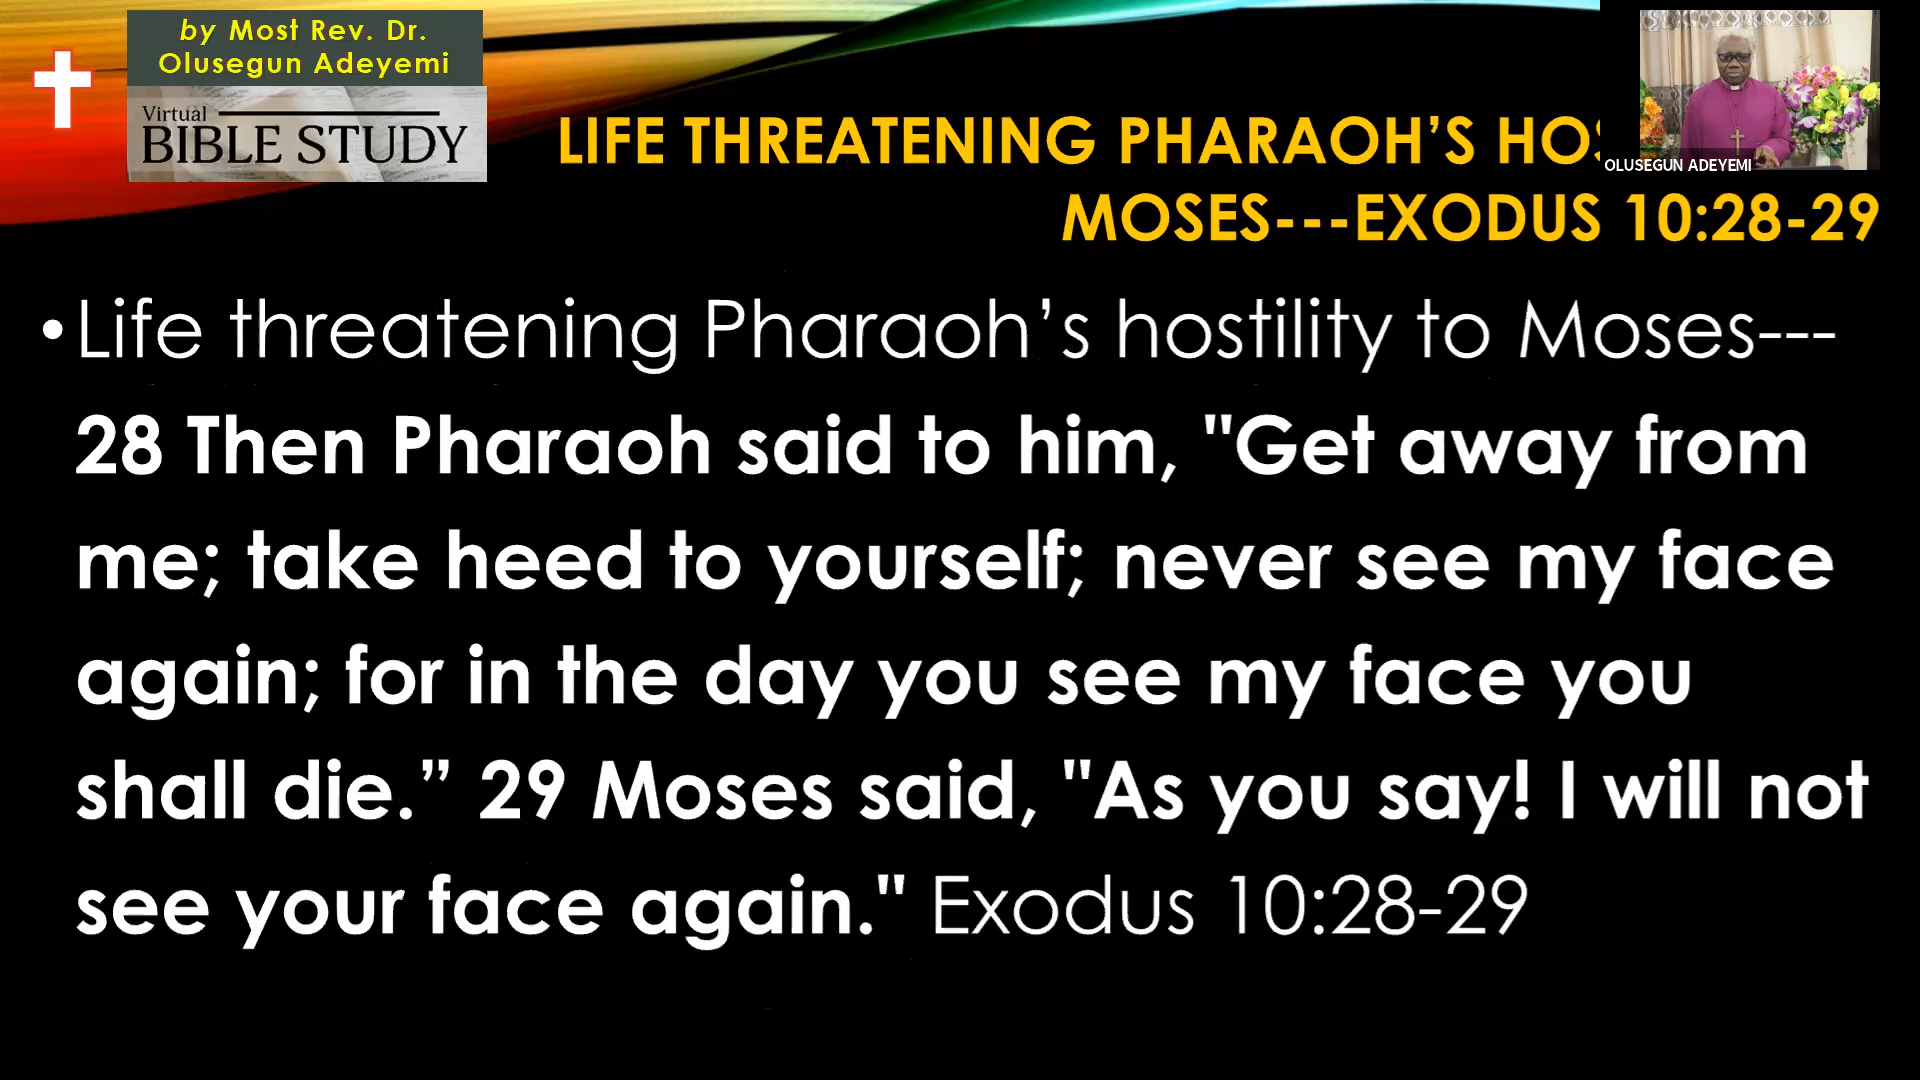 by Most Rev. Dr.
Olusegun Adeyemi
Virtual
BIBLE STUDY
LIFE THREATENING PHARAOH’S
OLUSEGUN ADEYEMI
MOSES---EXODUS 10:28-29
•Life threatening Pharaoh’s hostility to Moses---
28 Then Pharaoh said to him, "Get away from
me; take heed to yourself; never see my face
again; for in the day you see my face you
shall die.” 29 Moses said, "As you say! I will not
see your face again." Exodus 10:28-29